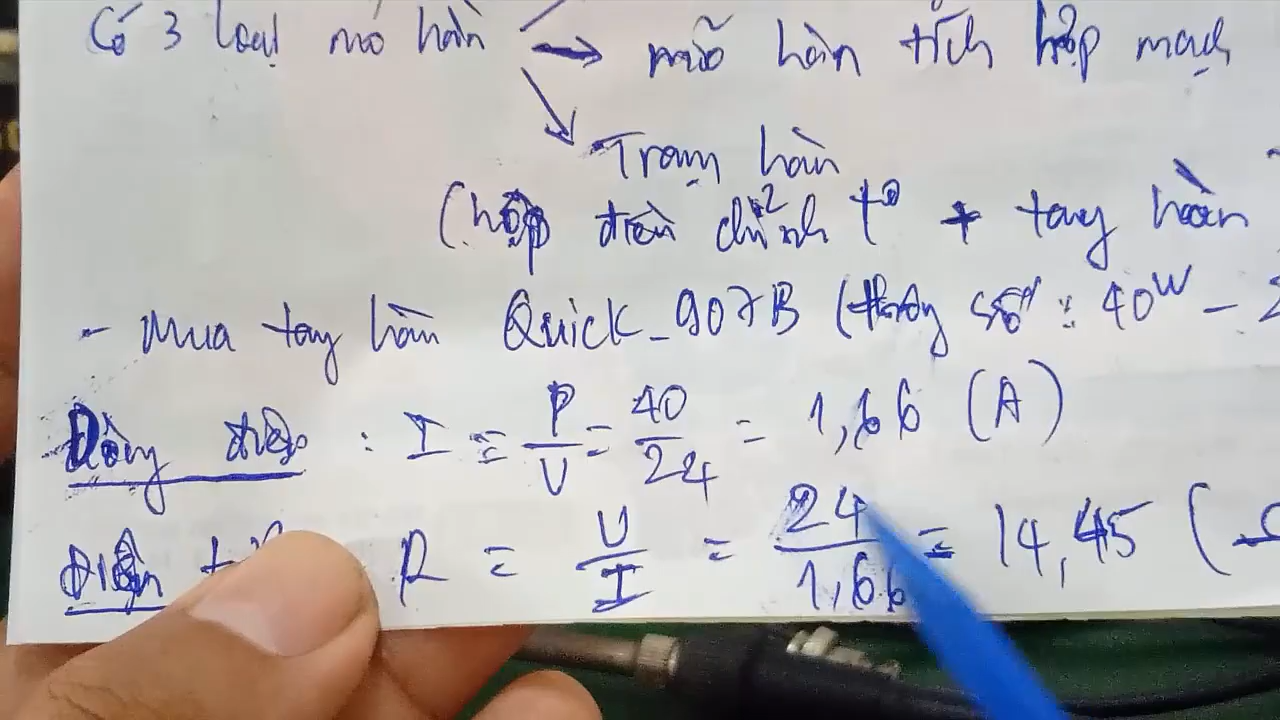 Có 3 loại mỏ hàn → mỏ hàn tích hợp mạch
Trạm hàn
(hộp điều chỉnh t° + tay hàn
- Mua tay hàn Quick_907B (thông số : 40W -
Dòng điện : I = P/U = 40/24 = 1,66 (A)
Điện R = U/I = 24/1,66 = 14,45 (